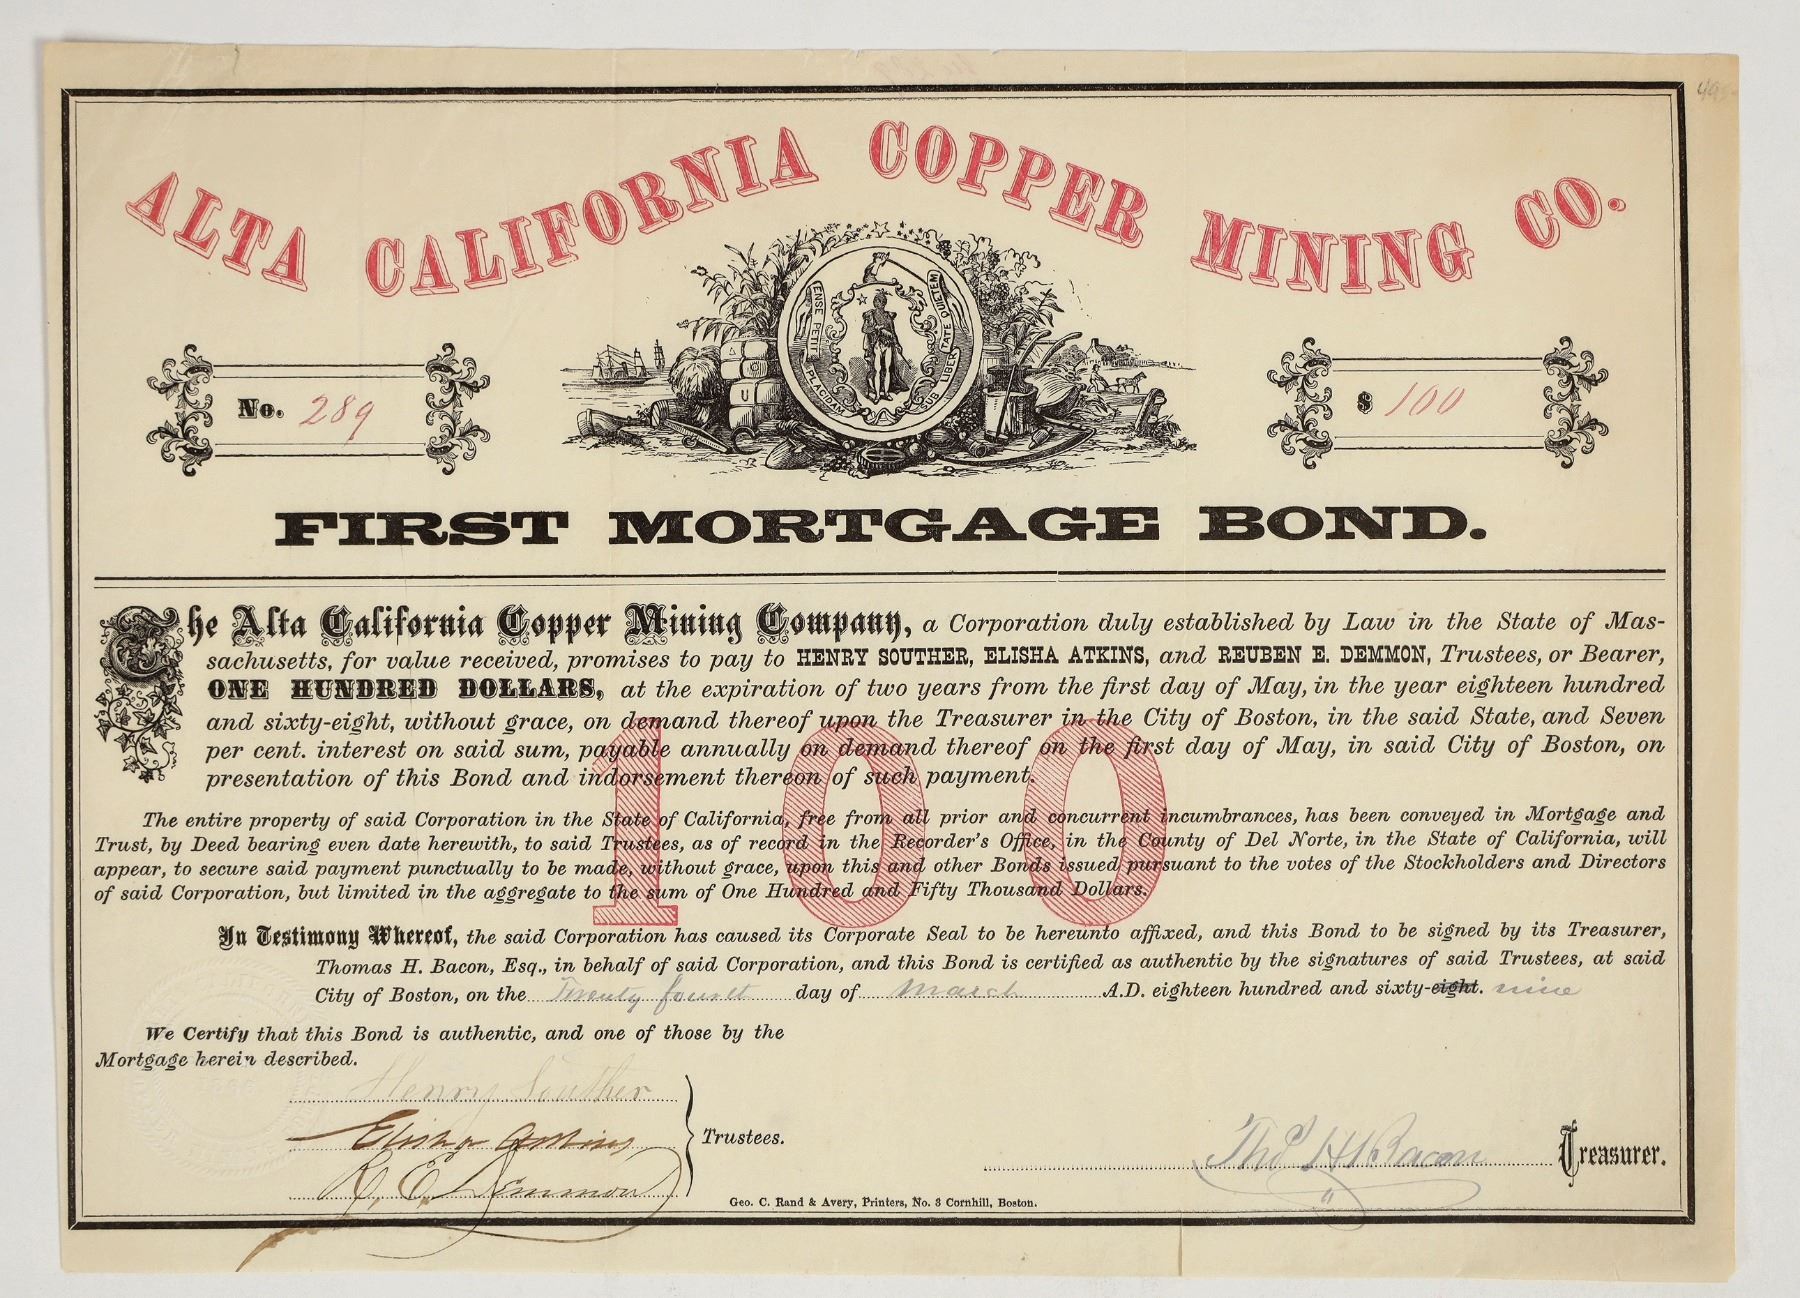 ALTA CALIFORNIA COPPER MINING CO.
ENSE PETIT PLACIDAM SUB LIBERTATE QUIETEM
No. 289
$ 100
FIRST MORTGAGE BOND.
The Alta California Copper Mining Company, a Corporation duly established by Law in the State of Mas-
sachusetts, for value received, promises to pay to HENRY SOUTHER, ELISHA ATKINS, and REUBEN E. DEMMON, Trustees, or Bearer,
ONE HUNDRED DOLLARS, at the expiration of two years from the first day of May, in the year eighteen hundred
and sixty-eight, without grace, on demand thereof upon the Treasurer in the City of Boston, in the said State, and Seven
per cent. interest on said sum, payable annually on demand thereof on the first day of May, in said City of Boston, on
presentation of this Bond and indorsement thereon of such payment.
100
The entire property of said Corporation in the State of California, free from all prior and concurrent incumbrances, has been conveyed in Mortgage and
Trust, by Deed bearing even date herewith, to said Trustees, as of record in the Recorder's Office, in the County of Del Norte, in the State of California, will
appear, to secure said payment punctually to be made, without grace, upon this and other Bonds issued pursuant to the votes of the Stockholders and Directors
of said Corporation, but limited in the aggregate to the sum of One Hundred and Fifty Thousand Dollars.
In Testimony Whereof, the said Corporation has caused its Corporate Seal to be hereunto affixed, and this Bond to be signed by its Treasurer,
Thomas H. Bacon, Esq., in behalf of said Corporation, and this Bond is certified as authentic by the signatures of said Trustees, at said
City of Boston, on the Twenty fourth day of March A.D. eighteen hundred and sixty-eight. nine
We Certify that this Bond is authentic, and one of those by the
Mortgage herein described.
Henry Souther
Elisha Atkins
R. E. Demmon
Trustees.
Thos H Bacon Treasurer.
Geo. C. Rand & Avery, Printers, No. 3 Cornhill, Boston.